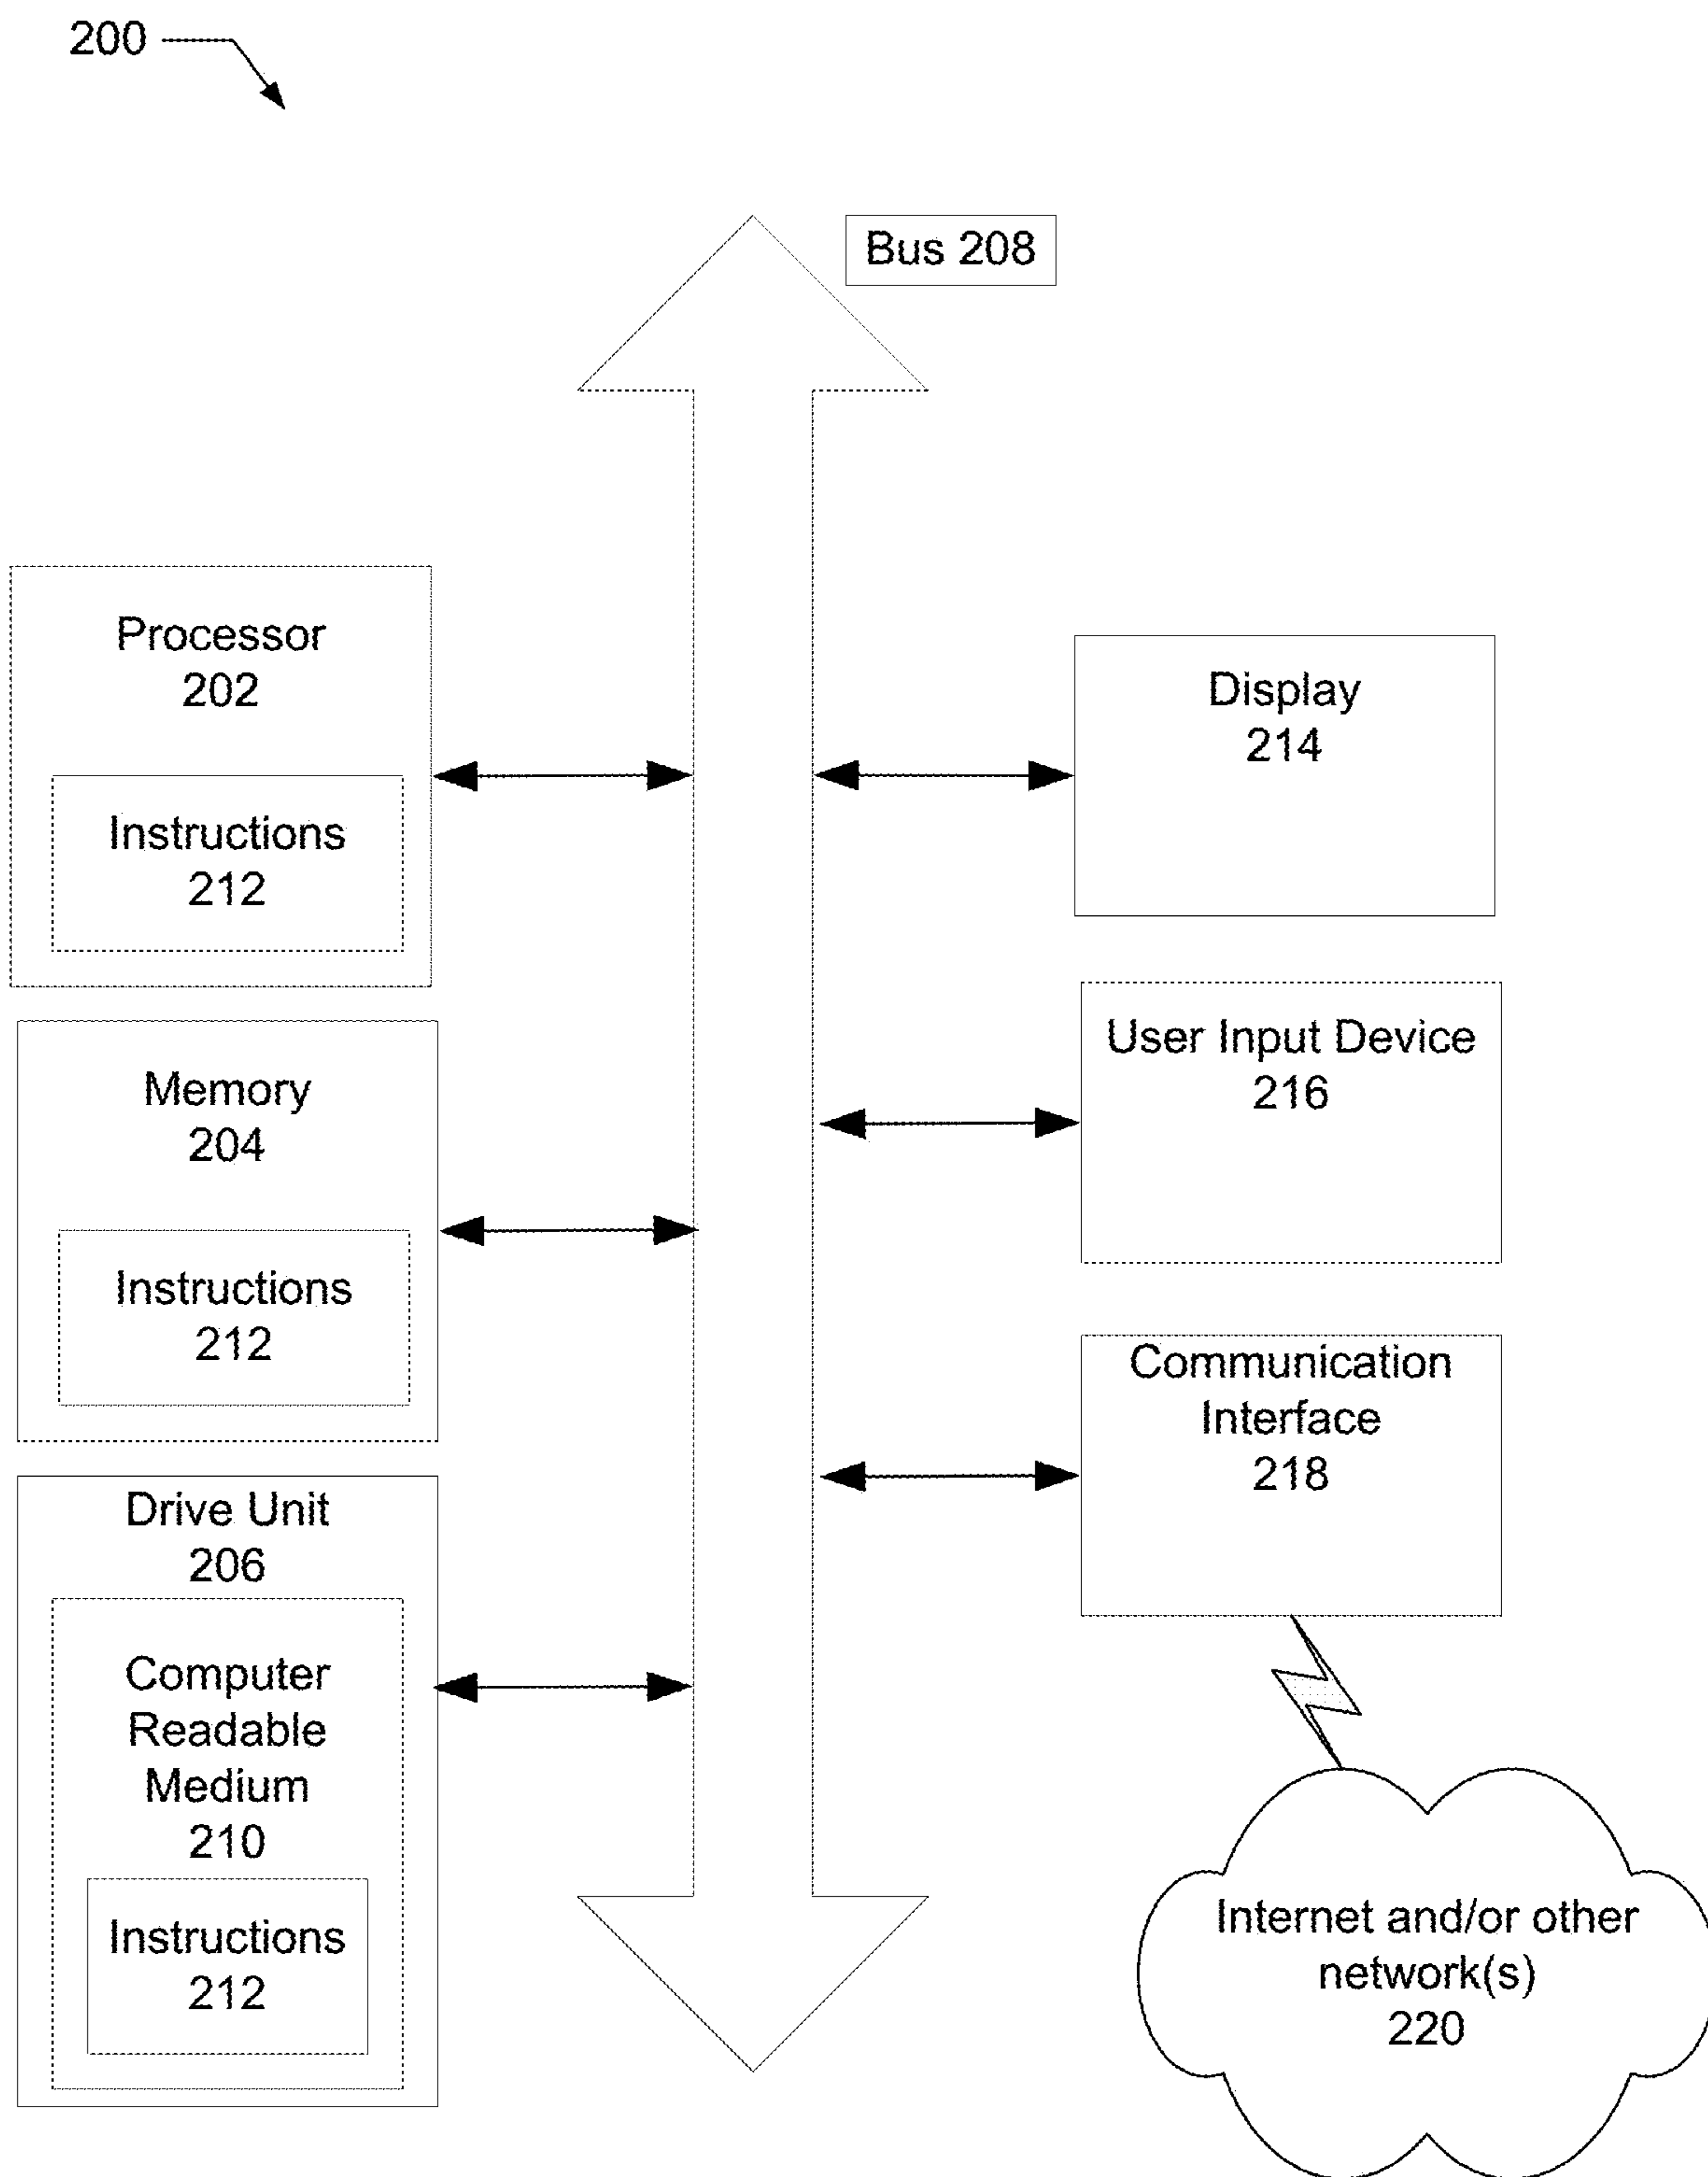 200
Bus 208
Processor
202
Instructions
212
Memory
204
Instructions
212
Drive Unit
206
Computer
Readable
Medium
210
Instructions
212
Display
214
User Input Device
216
Communication
Interface
218
Internet and/or other
network(s)
220